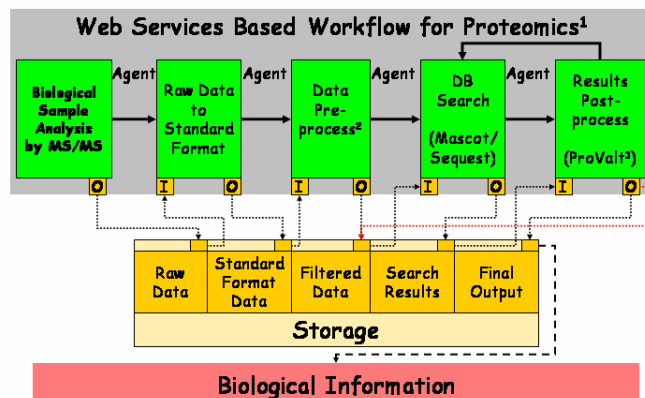 Web Services Based Workflow for Proteomics¹
Biological
Sample
Analysis
by MS/MS
Agent
Raw Data
to
Standard
Format
Agent
Data
Pre-
process²
Agent
DB
Search
(Mascot/
Sequest)
Agent
Results
Post-
process
(ProValt³)
O
I
O
I
O
I
O
I
O
Raw
Data
Standard
Format
Data
Filtered
Data
Search
Results
Final
Output
Storage
Biological Information